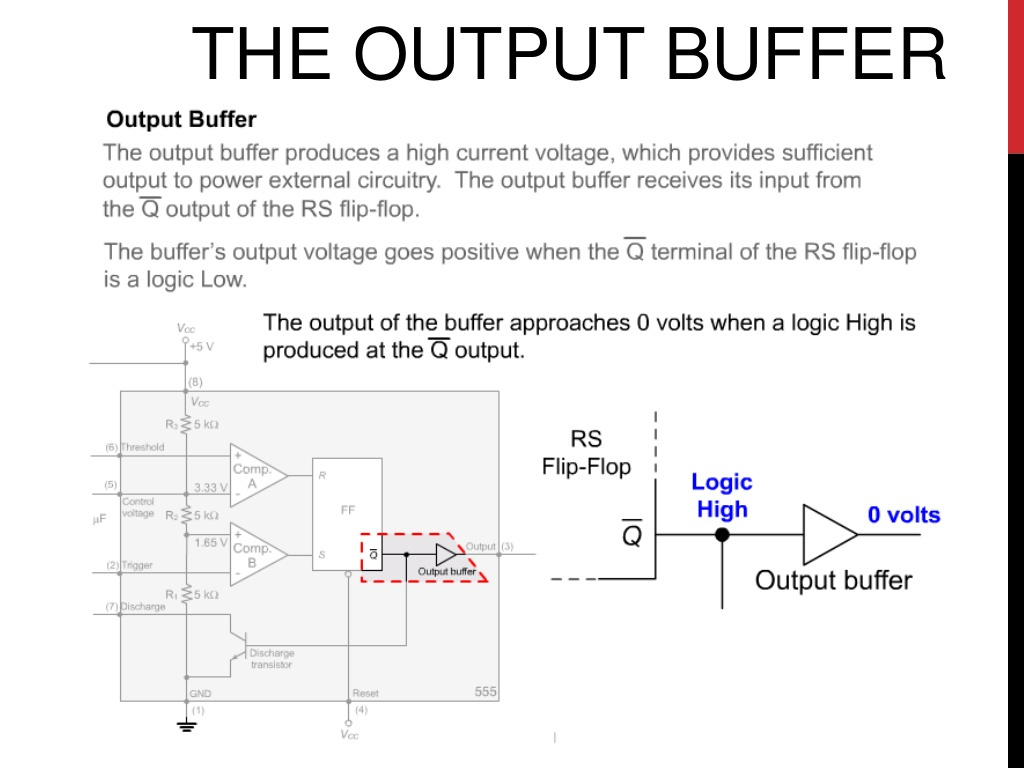 THE OUTPUT BUFFER
Output Buffer
The output buffer produces a high current voltage, which provides sufficient
output to power external circuitry. The output buffer receives its input from
the Q̅ output of the RS flip-flop.
The buffer's output voltage goes positive when the Q̅ terminal of the RS flip-flop
is a logic Low.
The output of the buffer approaches 0 volts when a logic High is
produced at the Q̅ output.
Vcc
+5 V
(8)
Vcc
R3 5 kΩ
(6) Threshold
+
Comp.
A
-
R
(5)
3.33 V
Control
voltage
µF
R2 5 kΩ
FF
1.65 V
+
Comp.
B
-
S
Q̅
Output (3)
Output buffer
(2) Trigger
R1 5 kΩ
(7) Discharge
Discharge
transistor
GND
Reset
555
(1)
(4)
Vcc
RS
Flip-Flop
Logic
High
0 volts
Q̅
Output buffer